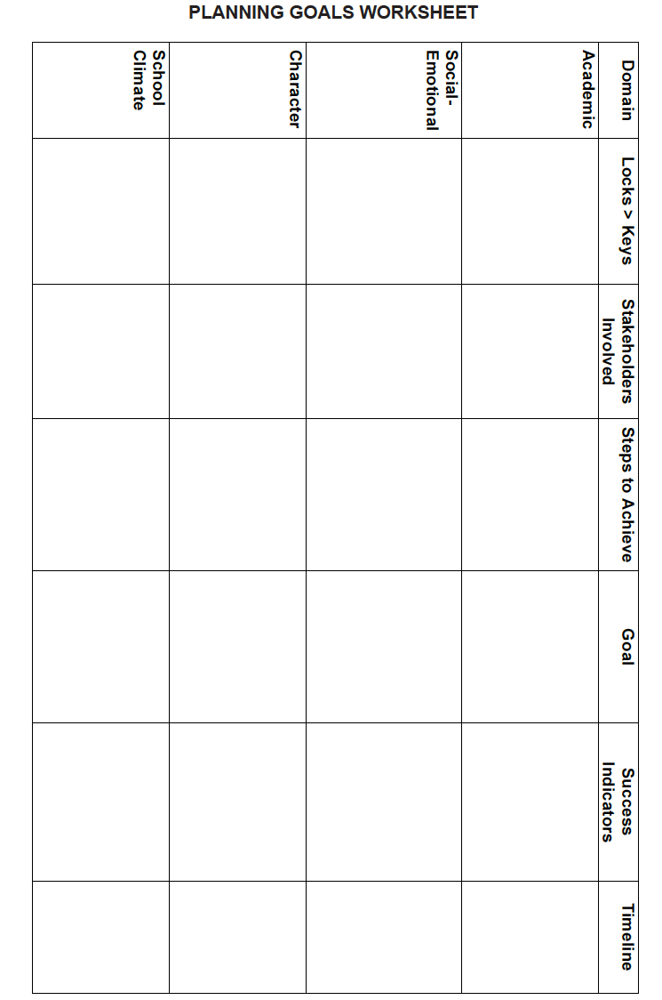 PLANNING GOALS WORKSHEET
Domain
Locks > Keys
Stakeholders
Involved
Steps to Achieve
Goal
Success
Indicators
Timeline
Academic
Social-
Emotional
Character
School
Climate